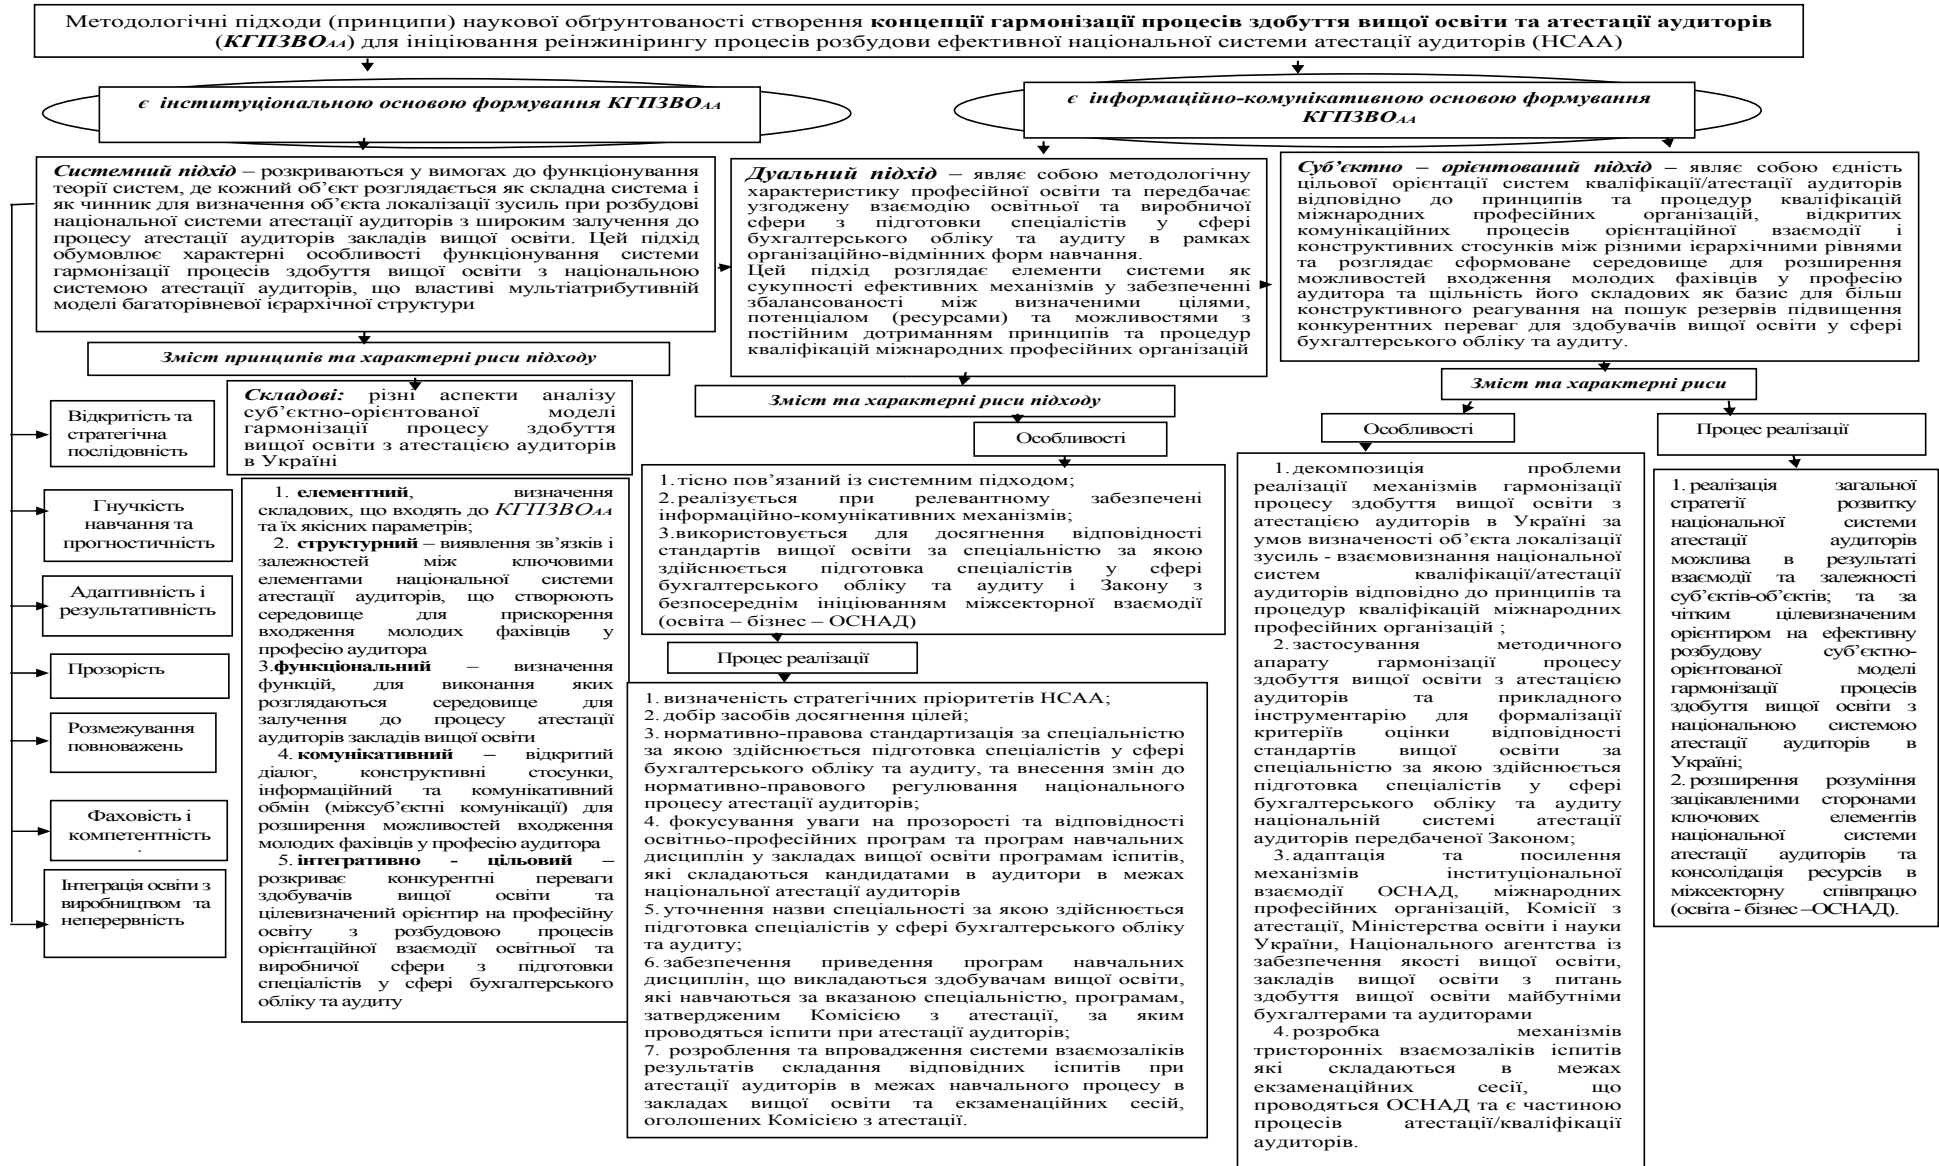 Методологічні підходи (принципи) наукової обґрунтованості створення концепції гармонізації процесів здобуття вищої освіти та атестації аудиторів
(КГПЗВОАА) для ініціювання реінжинірингу процесів розбудови ефективної національної системи атестації аудиторів (НСАА)
є інституціональною основою формування КГПЗВОАА
є інформаційно-комунікативною основою формування
КГПЗВОАА
Системний підхід – розкриваються у вимогах до функціонування
теорії систем, де кожний об’єкт розглядається як складна система і
як чинник для визначення об’єкта локалізації зусиль при розбудові
національної системи атестації аудиторів з широким залучення до
процесу атестації аудиторів закладів вищої освіти. Цей підхід
обумовлює характерні особливості функціонування системи
гармонізації процесів здобуття вищої освіти з національною
системою атестації аудиторів, що властиві мультіатрибутивній
моделі багаторівневої ієрархічної структури
Зміст принципів та характерні риси підходу
Відкритість та
стратегічна
послідовність
Гнучкість
навчання та
прогностичність
Адаптивність і
результативність
Прозорість
Розмежування
повноважень
Фаховість і
компетентність
.
Інтеграція освіти з
виробництвом та
неперервність
Складові: різні аспекти аналізу
суб’єктно-орієнтованої моделі
гармонізації процесу здобуття
вищої освіти з атестацією аудиторів
в Україні
1. елементний, визначення
складових, що входять до КГПЗВОАА
та їх якісних параметрів;
2. структурний – виявлення зв’язків і
залежностей між ключовими
елементами національної системи
атестації аудиторів, що створюють
середовище для прискорення
входження молодих фахівців у
професію аудитора
3.функціональний – визначення
функцій, для виконання яких
розглядаються середовище для
залучення до процесу атестації
аудиторів закладів вищої освіти
4. комунікативний – відкритий
діалог, конструктивні стосунки,
інформаційний та комунікативний
обмін (міжсуб’єктні комунікації) для
розширення можливостей входження
молодих фахівців у професію аудитора
5. інтегративно - цільовий –
розкриває конкурентні переваги
здобувачів вищої освіти та
цілевизначений орієнтир на професійну
освіту з розбудовою процесів
орієнтаційної взаємодії освітньої та
виробничої сфери з підготовки
спеціалістів у сфері бухгалтерського
обліку та аудиту
Дуальний підхід – являє собою методологічну
характеристику професійної освіти та передбачає
узгоджену взаємодію освітньої та виробничої
сфери з підготовки спеціалістів у сфері
бухгалтерського обліку та аудиту в рамках
організаційно-відмінних форм навчання.
Цей підхід розглядає елементи системи як
сукупності ефективних механізмів у забезпеченні
збалансованості між визначеними цілями,
потенціалом (ресурсами) та можливостями з
постійним дотриманням принципів та процедур
кваліфікацій міжнародних професійних організацій
Зміст та характерні риси підходу
Особливості
1. тісно пов’язаний із системним підходом;
2. реалізується при релевантному забезпечені
інформаційно-комунікативних механізмів;
3.використовується для досягнення відповідності
стандартів вищої освіти за спеціальністю за якою
здійснюється підготовка спеціалістів у сфері
бухгалтерського обліку та аудиту і Закону з
безпосереднім ініціюванням міжсекторної взаємодії
(освіта – бізнес – ОСНАД)
Процес реалізації
1. визначеність стратегічних пріоритетів НСАА;
2. добір засобів досягнення цілей;
3. нормативно-правова стандартизація за спеціальністю
за якою здійснюється підготовка спеціалістів у сфері
бухгалтерського обліку та аудиту, та внесення змін до
нормативно-правового регулювання національного
процесу атестації аудиторів;
4. фокусування уваги на прозорості та відповідності
освітньо-професійних програм та програм навчальних
дисциплін у закладах вищої освіти програмам іспитів,
які складаються кандидатами в аудитори в межах
національної атестації аудиторів
5. уточнення назви спеціальності за якою здійснюється
підготовка спеціалістів у сфері бухгалтерського обліку
та аудиту;
6. забезпечення приведення програм навчальних
дисциплін, що викладаються здобувачам вищої освіти,
які навчаються за вказаною спеціальністю, програмам,
затвердженим Комісією з атестації, за яким
проводяться іспити при атестації аудиторів;
7. розроблення та впровадження системи взаємозаліків
результатів складання відповідних іспитів при
атестації аудиторів в межах навчального процесу в
закладах вищої освіти та екзаменаційних сесій,
оголошених Комісією з атестації.
Суб’єктно – орієнтований підхід – являє собою єдність
цільової орієнтації систем кваліфікації/атестації аудиторів
відповідно до принципів та процедур кваліфікацій
міжнародних професійних організацій, відкритих
комунікаційних процесів орієнтаційної взаємодії і
конструктивних стосунків між різними ієрархічними рівнями
та розглядає сформоване середовище для розширення
можливостей входження молодих фахівців у професію
аудитора та щільність його складових як базис для більш
конструктивного реагування на пошук резервів підвищення
конкурентних переваг для здобувачів вищої освіти у сфері
бухгалтерського обліку та аудиту.
Зміст та характерні риси
Особливості
1. декомпозиція проблеми
реалізації механізмів гармонізації
процесу здобуття вищої освіти з
атестацією аудиторів в Україні за
умов визначеності об’єкта локалізації
зусиль - взаємовизнання національної
систем кваліфікації/атестації
аудиторів відповідно до принципів та
процедур кваліфікацій міжнародних
професійних організацій ;
2. застосування методичного
апарату гармонізації процесу
здобуття вищої освіти з атестацією
аудиторів та прикладного
інструментарію для формалізації
критеріїв оцінки відповідності
стандартів вищої освіти за
спеціальністю за якою здійснюється
підготовка спеціалістів у сфері
бухгалтерського обліку та аудиту
національній системі атестації
аудиторів передбаченої Законом;
3. адаптація та посилення
механізмів інституціональної
взаємодії ОСНАД, міжнародних
професійних організацій, Комісії з
атестації, Міністерства освіти і науки
України, Національного агентства із
забезпечення якості вищої освіти,
закладів вищої освіти з питань
здобуття вищої освіти майбутніми
бухгалтерами та аудиторами
4. розробка механізмів
тристоронніх взаємозаліків іспитів
які складаються в межах
екзаменаційних сесії, що
проводяться ОСНАД та є частиною
процесів атестації/кваліфікації
аудиторів.
Процес реалізації
1. реалізація загальної
стратегії розвитку
національної системи
атестації аудиторів
можлива в результаті
взаємодії та залежності
суб’єктів-об’єктів; та за
чітким цілевизначеним
орієнтиром на ефективну
розбудову суб’єктно-
орієнтованої моделі
гармонізації процесів
здобуття вищої освіти з
національною системою
атестації аудиторів в
Україні;
2. розширення розуміння
зацікавленими сторонами
ключових елементів
національної системи
атестації аудиторів та
консолідація ресурсів в
міжсекторну співпрацю
(освіта - бізнес –ОСНАД).